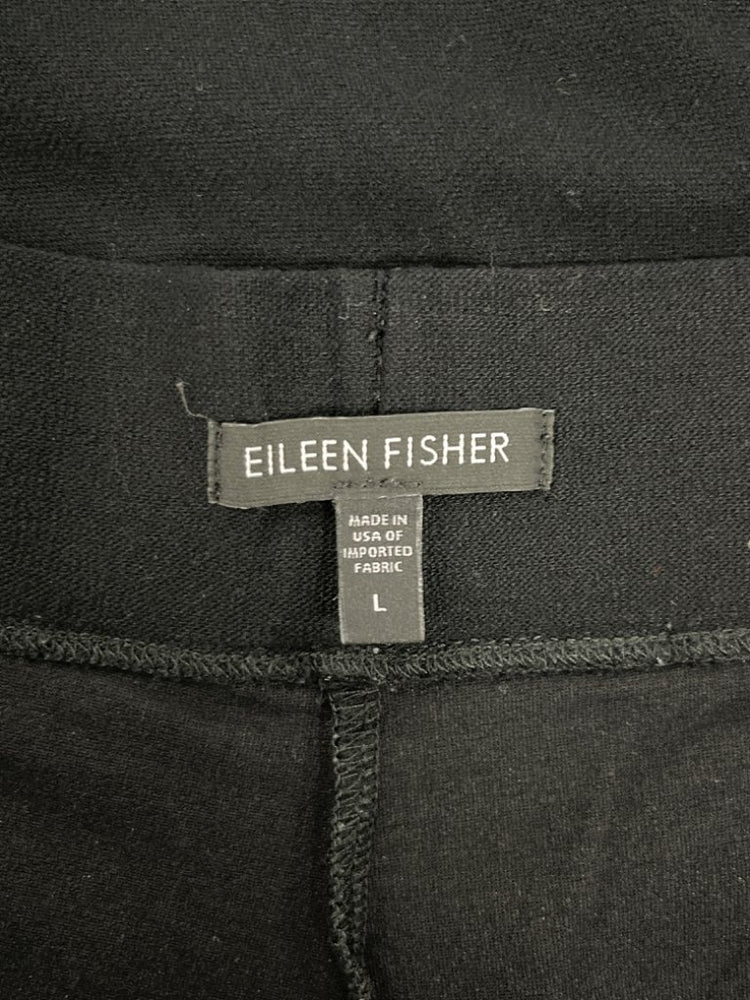 EILEEN FISHER
MADE IN
USA OF
IMPORTED
FABRIC
L